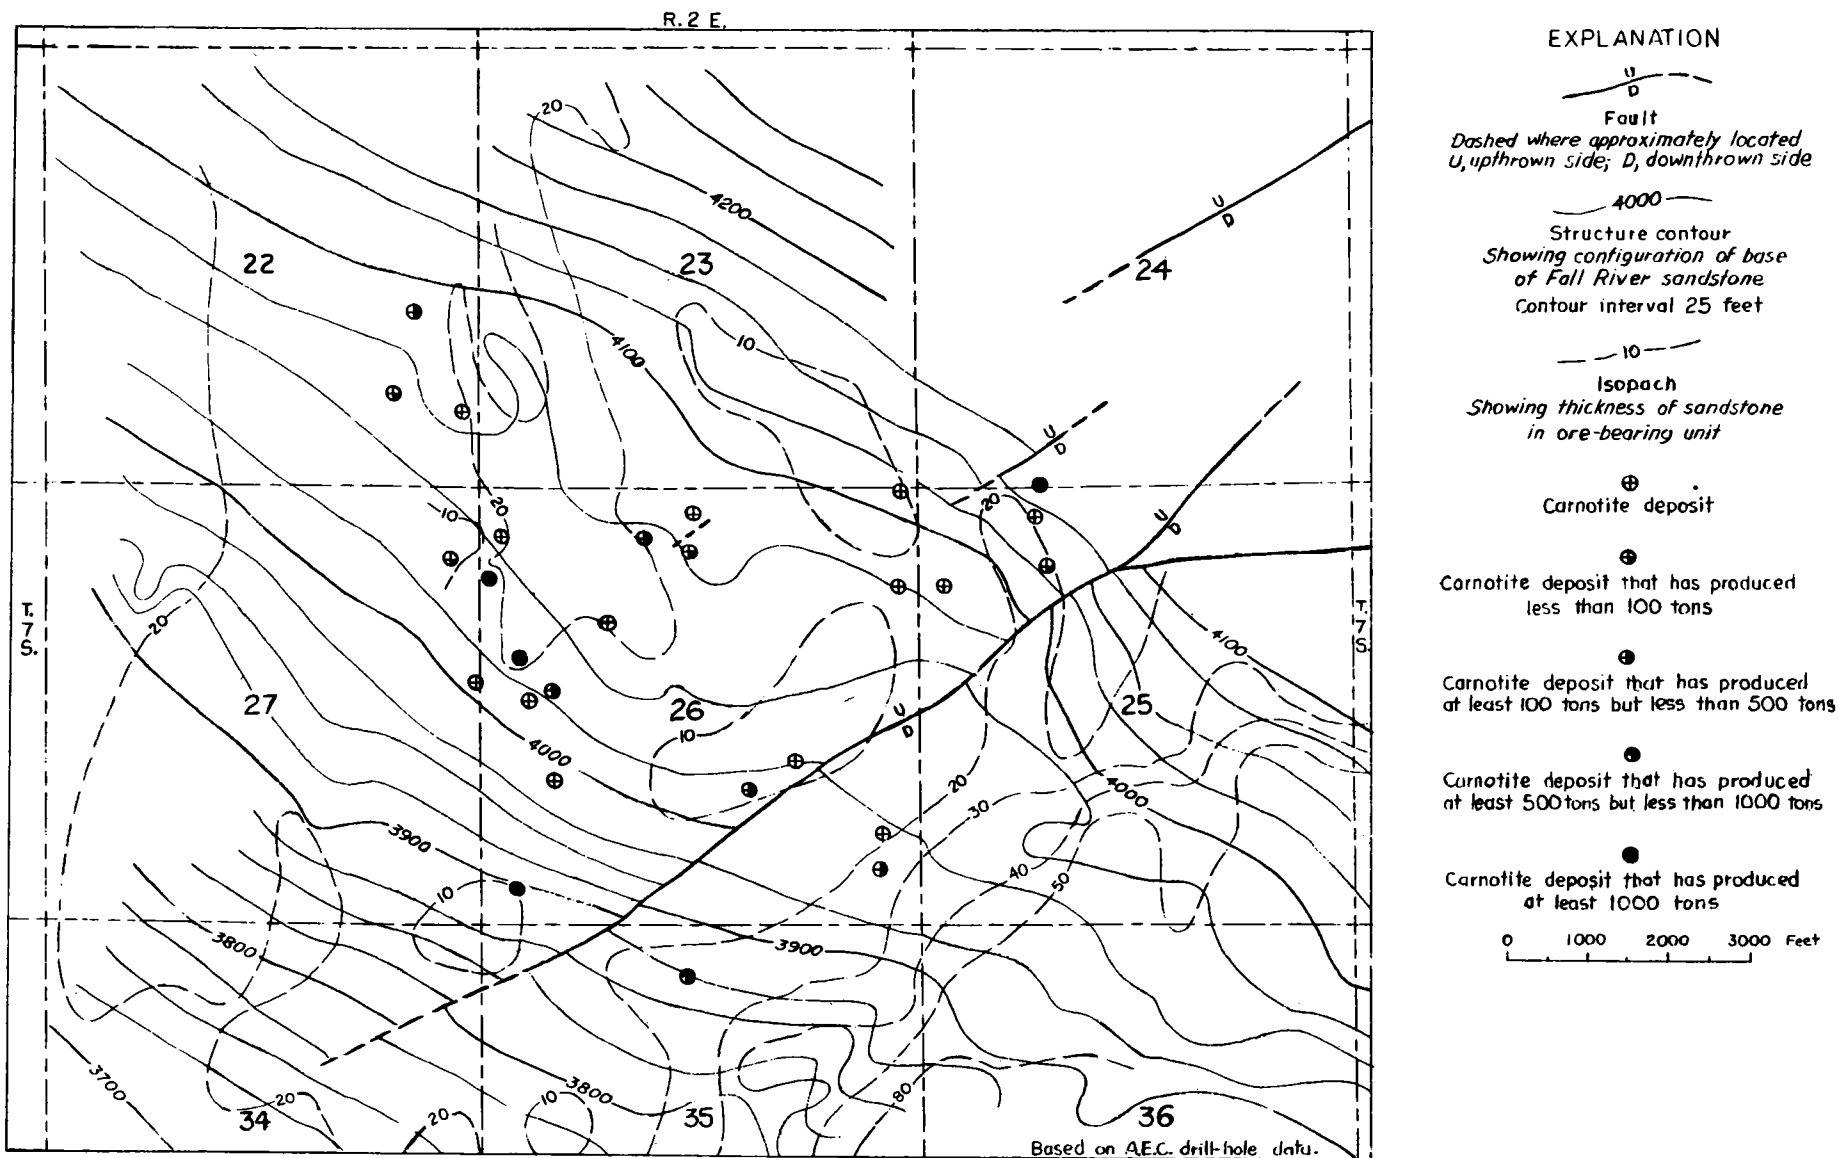 R. 2 E.
20
4200
22
23
24
U
D
10
4100
U
D
20
10
20
U
D
T.
7
S.
20
T.
7
S.
4100
27
26
25
U
D
10
4000
20
30
4000
3900
40
50
10
3800
3900
3700
3800
80
34
20
20
10
35
36
Based on A.E.C. drill-hole data.
EXPLANATION
U
D
Fault
Dashed where approximately located
U, upthrown side; D, downthrown side
4000
Structure contour
Showing configuration of base
of Fall River sandstone
Contour interval 25 feet
10
Isopach
Showing thickness of sandstone
in ore-bearing unit
Carnotite deposit
Carnotite deposit that has produced
less than 100 tons
Carnotite deposit that has produced
at least 100 tons but less than 500 tons
Carnotite deposit that has produced
at least 500 tons but less than 1000 tons
Carnotite deposit that has produced
at least 1000 tons
0 1000 2000 3000 Feet